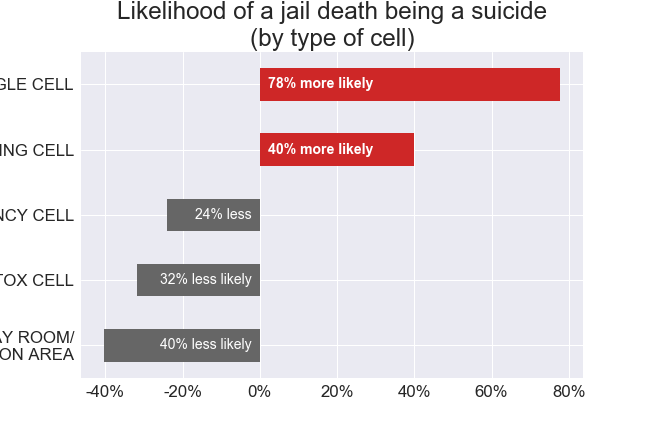 Likelihood of a jail death being a suicide
(by type of cell)
GLE CELL
78% more likely
ING CELL
40% more likely
NCY CELL
24% less
TOX CELL
32% less likely
AY ROOM/
ON AREA
40% less likely
-40% -20% 0% 20% 40% 60% 80%